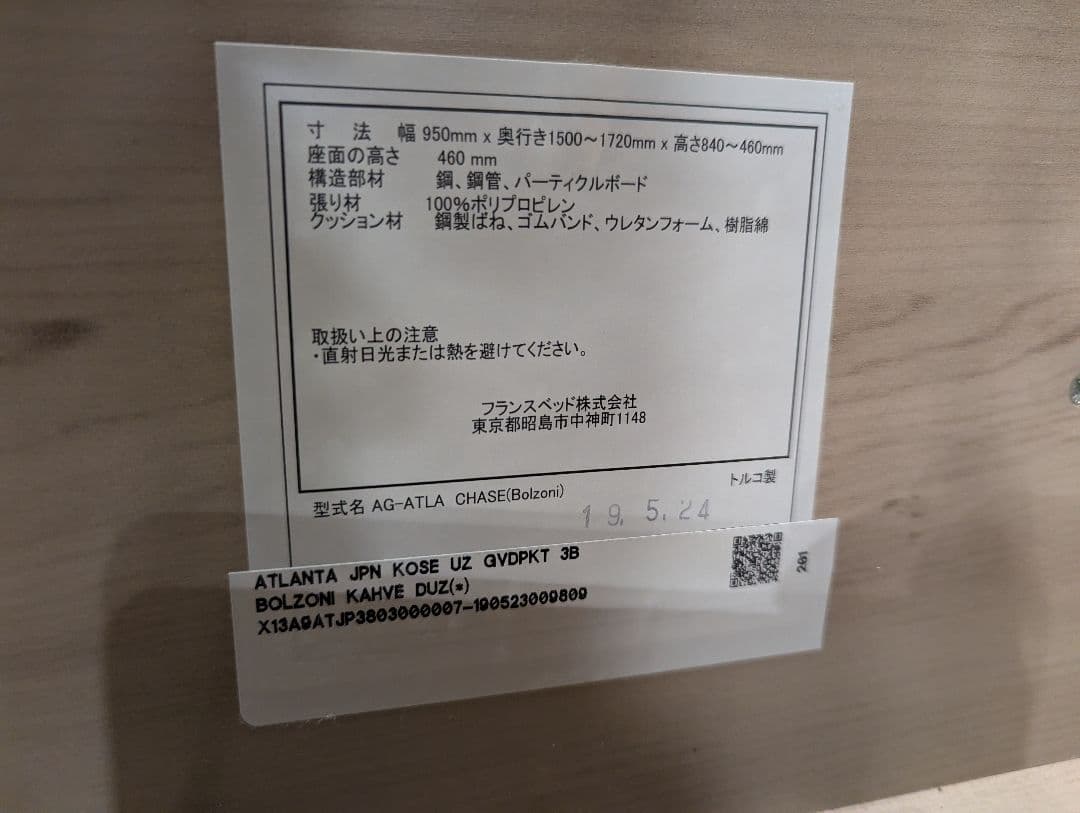 寸　法　幅 950mm x 奥行き1500～1720mm x 高さ840～460mm
座面の高さ　460 mm
構造部材　鋼、鋼管、パーティクルボード
張り材　100%ポリプロピレン
クッション材　鋼製ばね、ゴムバンド、ウレタンフォーム、樹脂綿
取扱い上の注意
・直射日光または熱を避けてください。
フランスベッド株式会社
東京都昭島市中神町1148
トルコ製
型式名 AG-ATLA CHASE(Bolzoni)
19. 5.24
ATLANTA JPN KOSE UZ GVDPKT 3B
BOLZONI KAHVE DUZ(*)
X13A9ATJP3803000007-190523009809
261